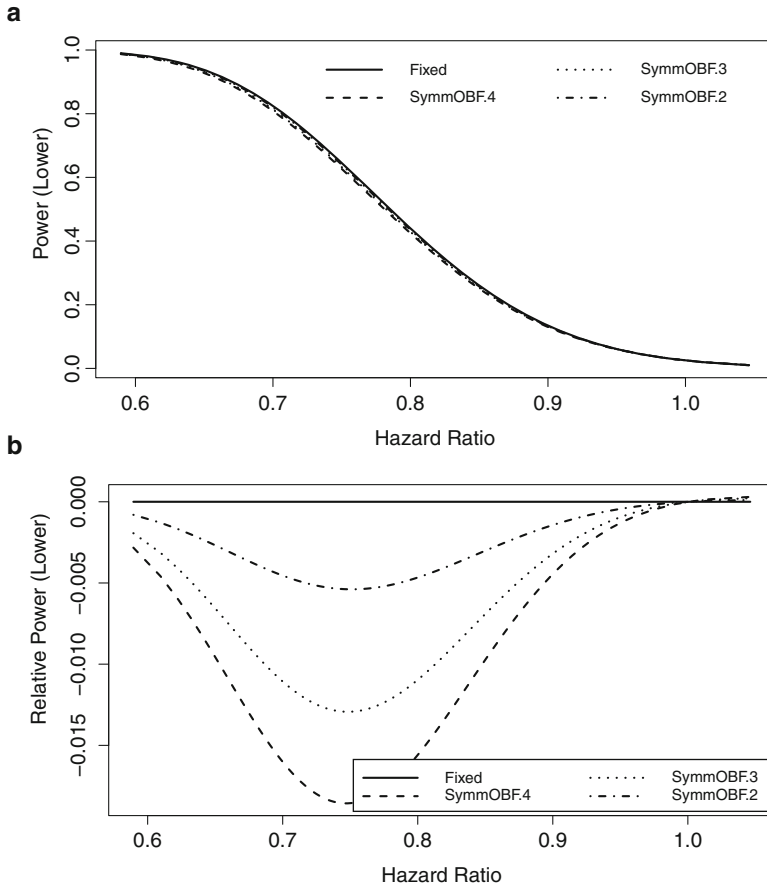 a
Power (Lower)
1.0
0.8
0.6
0.4
0.2
0.0
Fixed
SymmOBF.4
SymmOBF.3
SymmOBF.2
0.6 0.7 0.8 0.9 1.0
Hazard Ratio
b
Relative Power (Lower)
0.000
−0.005
−0.010
−0.015
Fixed
SymmOBF.4
SymmOBF.3
SymmOBF.2
0.6 0.7 0.8 0.9 1.0
Hazard Ratio